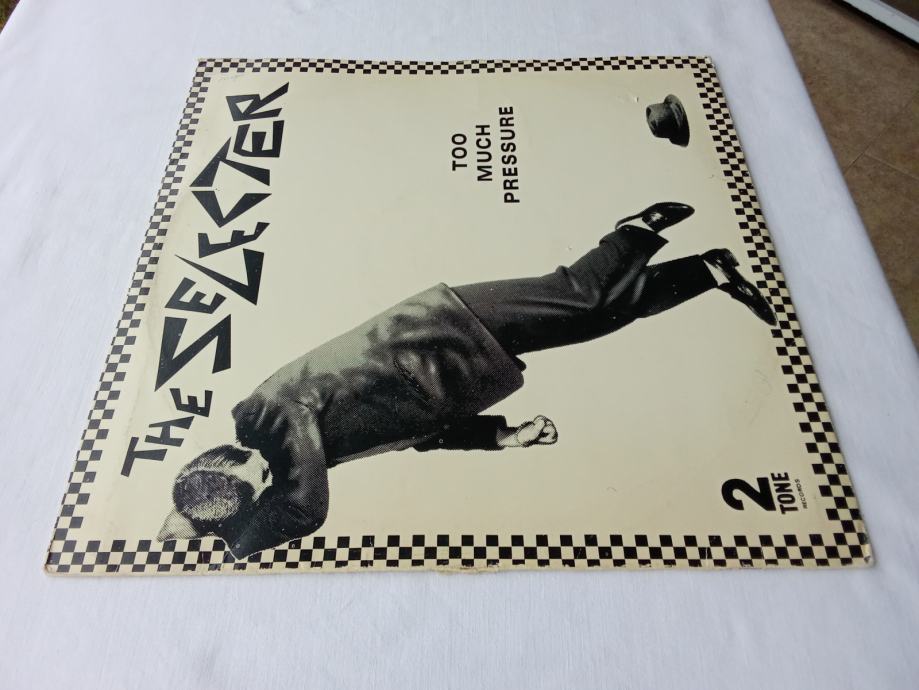 THE SELECTER
TOO
MUCH
PRESSURE
2
TONE
RECORDS